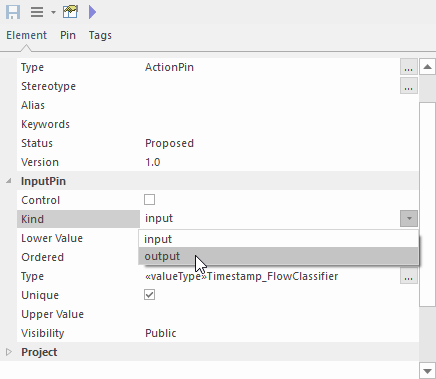 Element Pin Tags
Type ActionPin ...
Stereotype ...
Alias
Keywords
Status Proposed
Version 1.0
InputPin
Control
Kind input
Lower Value input
Ordered output
Type «valueType»Timestamp_FlowClassifier ...
Unique
Upper Value
Visibility Public
Project